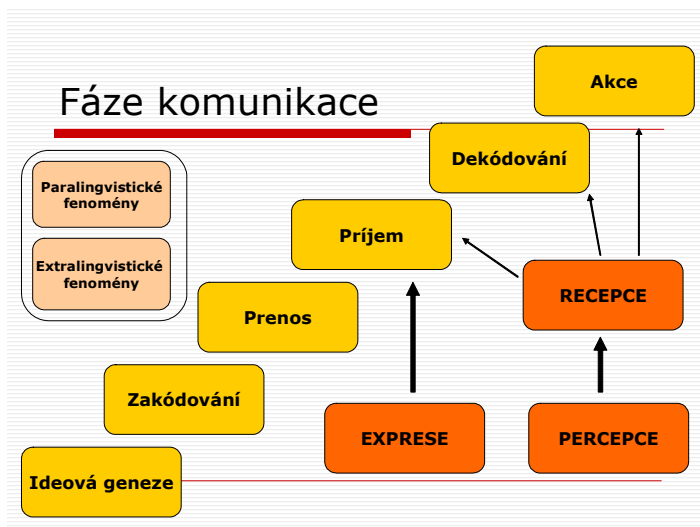 Akce
Fáze komunikace
Dekódování
Paralingvistické
fenomény
Príjem
Extralingvistické
fenomény
RECEPCE
Prenos
Zakódování
EXPRESE
PERCEPCE
Ideová geneze